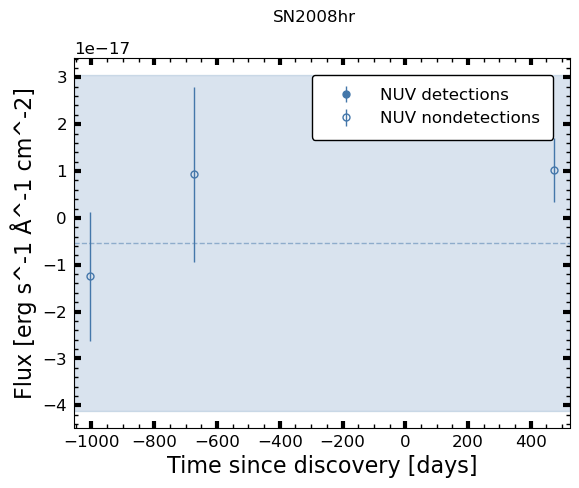 SN2008hr
1e−17
NUV detections
NUV nondetections
3
2
1
0
−1
−2
−3
−4
Flux [erg s^-1 Å^-1 cm^-2]
−1000 −800 −600 −400 −200 0 200 400
Time since discovery [days]